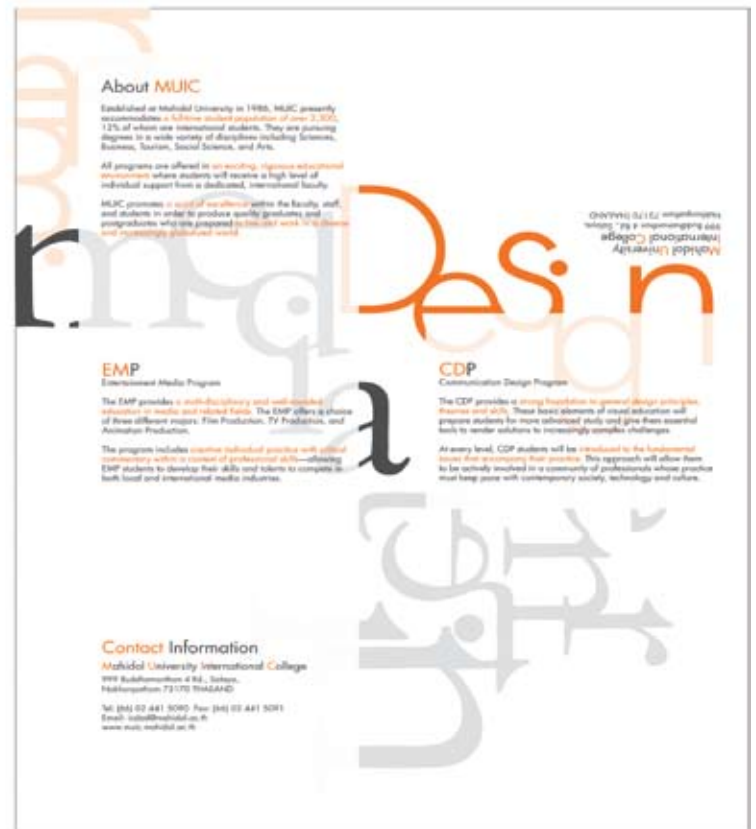 About MUIC
Established at Mahidol University in 1986, MUIC presently
accommodates a full-time student population of over 2,500,
12% of whom are international students. They are pursuing
degrees in a wide variety of disciplines including Sciences,
Business, Tourism, Social Science, and Arts.
All programs are offered in an exciting, rigorous educational
environment where students will receive a high level of
individual support from a dedicated, international faculty.
MUIC promotes a spirit of excellence within the faculty, staff,
and students in order to produce quality graduates and
postgraduates who are prepared to live and work in a diverse
and increasingly globalized world.
Desi n
Mahidol University
International College
999 Buddhamonthon 4 Rd., Salaya,
Nakhonpathom 73170 THAILAND
EMP
Entertainment Media Program
The EMP provides a multi-disciplinary and well-rounded
education in media and related fields. The EMP offers a choice
of three different majors: Film Production, TV Production, and
Animation Production.
The program includes creative individual practice with critical
commentary within a context of professional skills—allowing
EMP students to develop their skills and talents to compete in
both local and international media industries.
a
CDP
Communication Design Program
The CDP provides a strong foundation in general design principles,
theories and skills. These basic elements of visual education will
prepare students for more advanced study and give them essential
tools to render solutions to increasingly complex challenges.
At every level, CDP students will be introduced to the fundamental
issues that accompany their practice. This approach will allow them
to be actively involved in a community of professionals whose practice
must keep pace with contemporary society, technology and culture.
Contact Information
Mahidol University International College
999 Buddhamonthon 4 Rd., Salaya,
Nakhonpathom 73170 THAILAND
Tel: (66) 02 441 5090 Fax: (66) 02 441 5091
Email:
www.muic.mahidol.ac.th